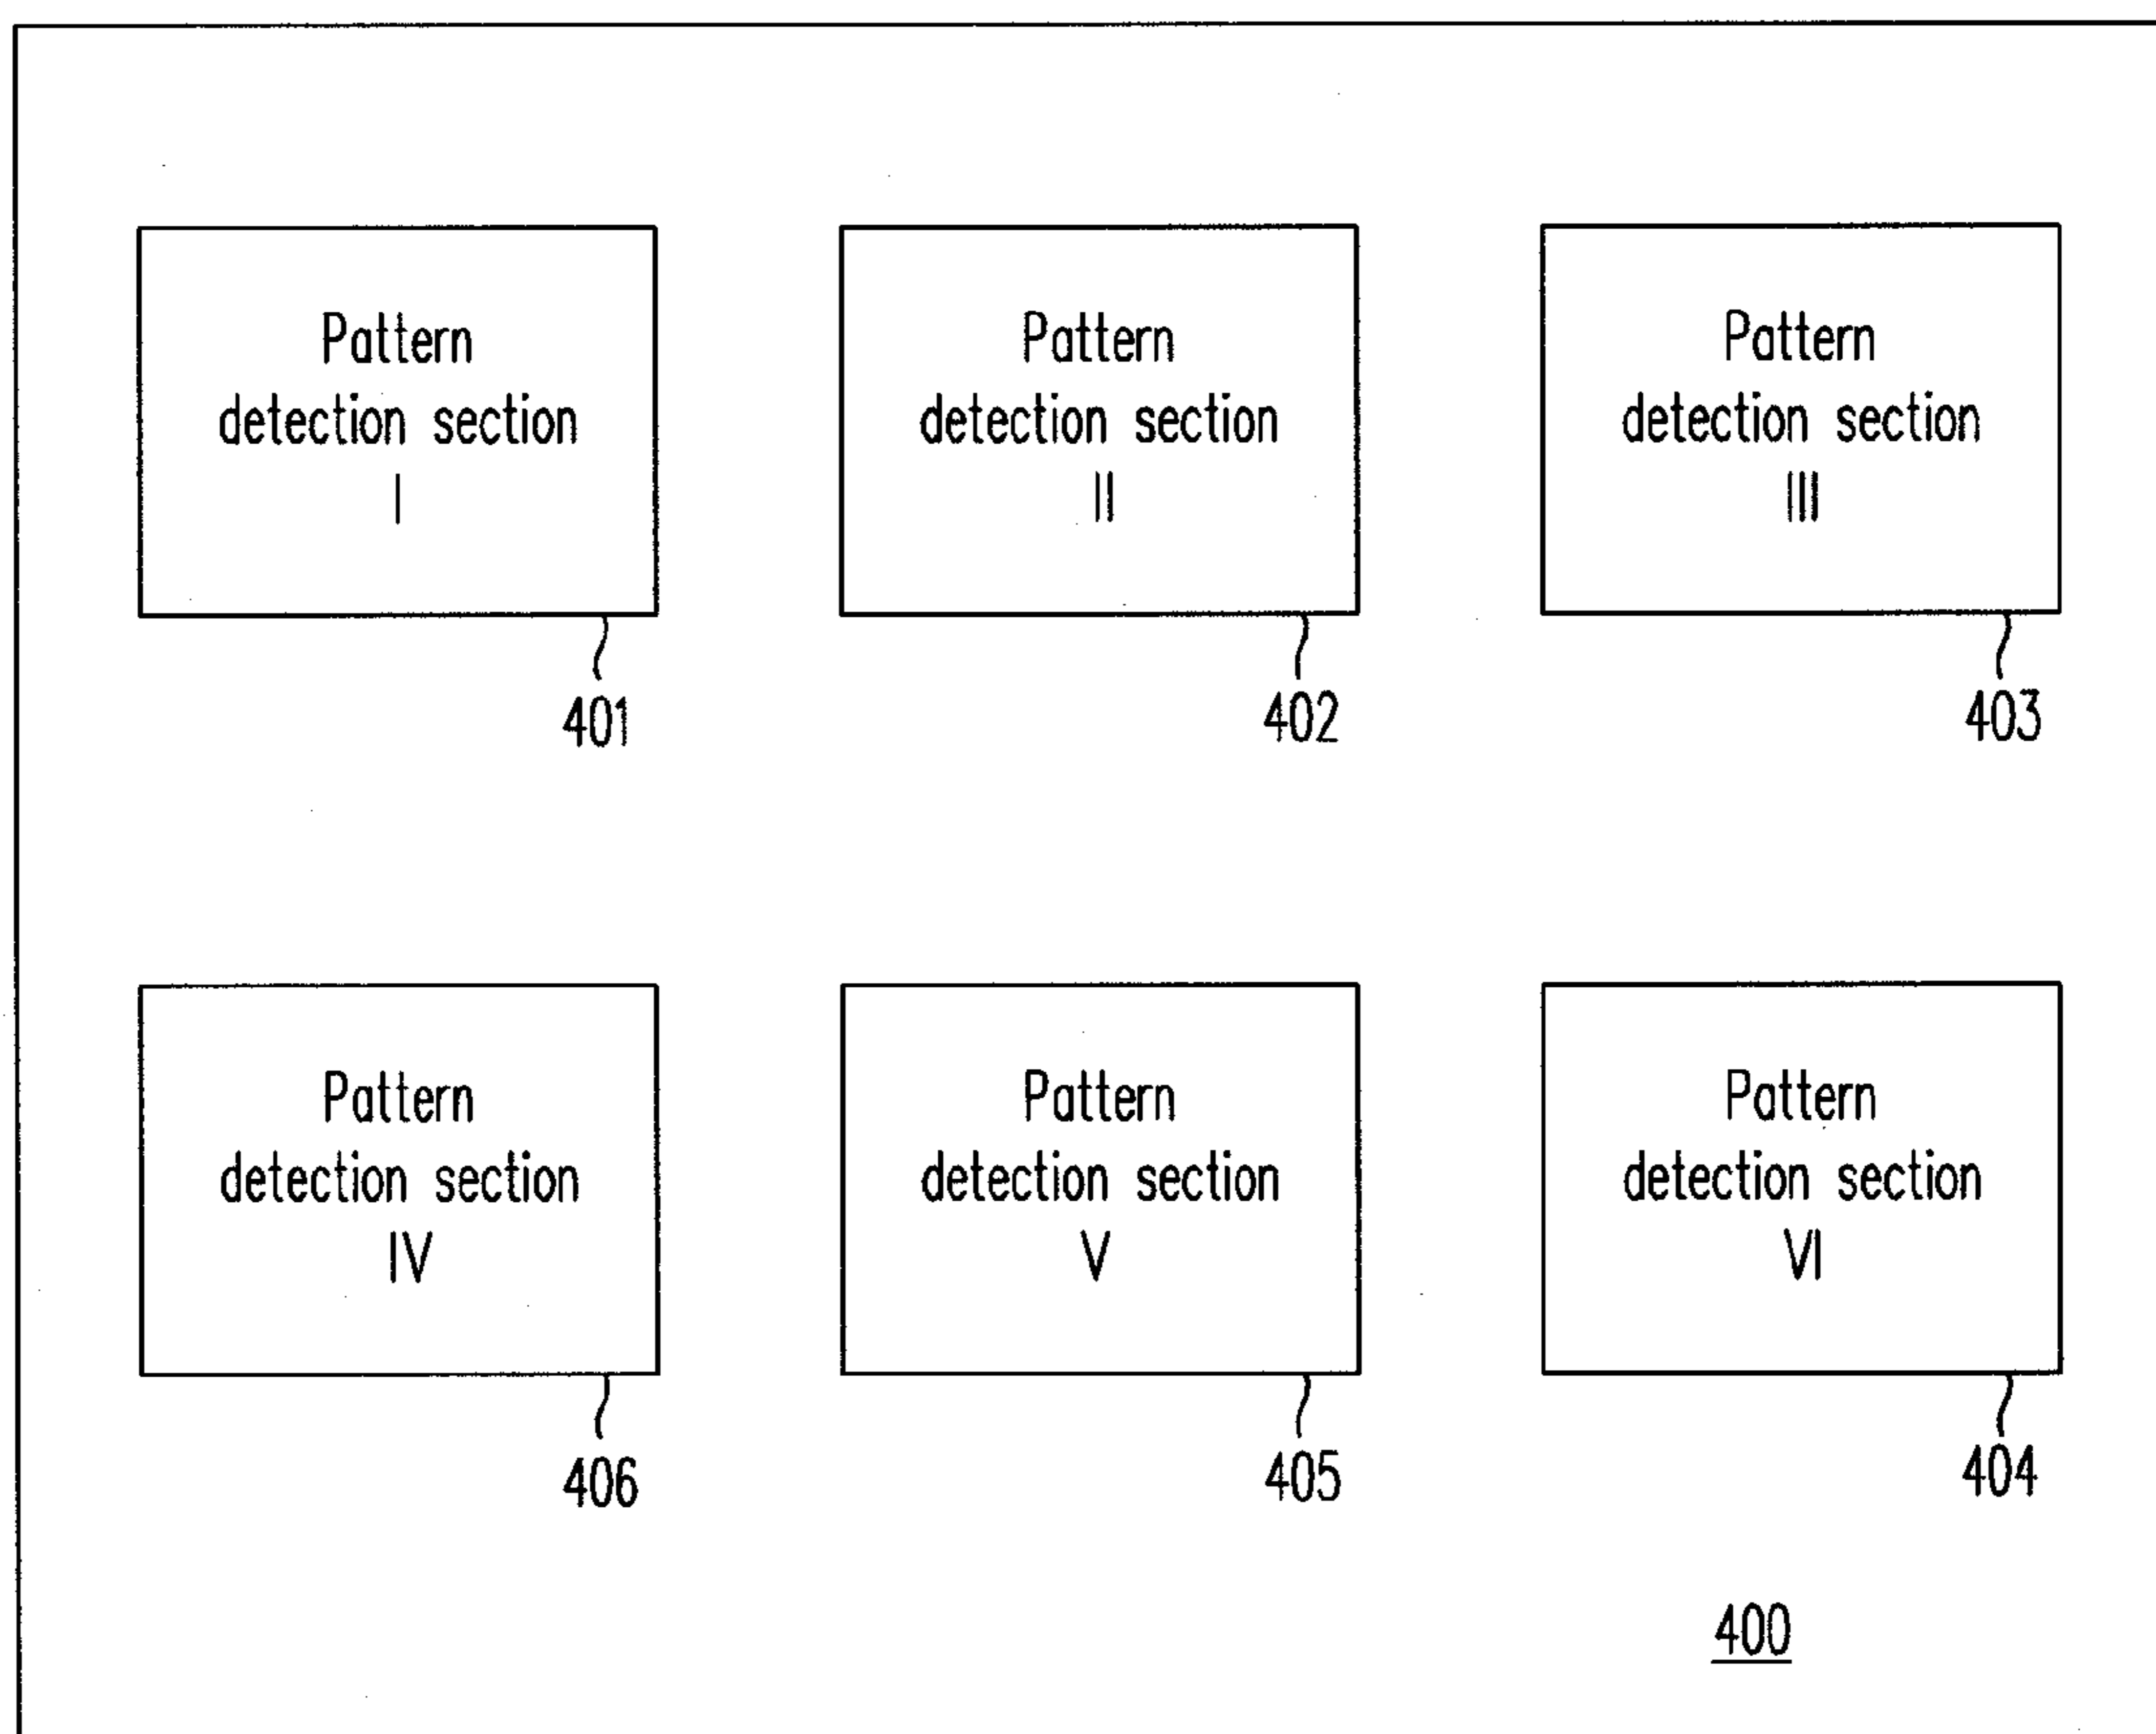 Pattern
detection section
I
401
Pattern
detection section
II
402
Pattern
detection section
III
403
Pattern
detection section
IV
406
Pattern
detection section
V
405
Pattern
detection section
VI
404
400